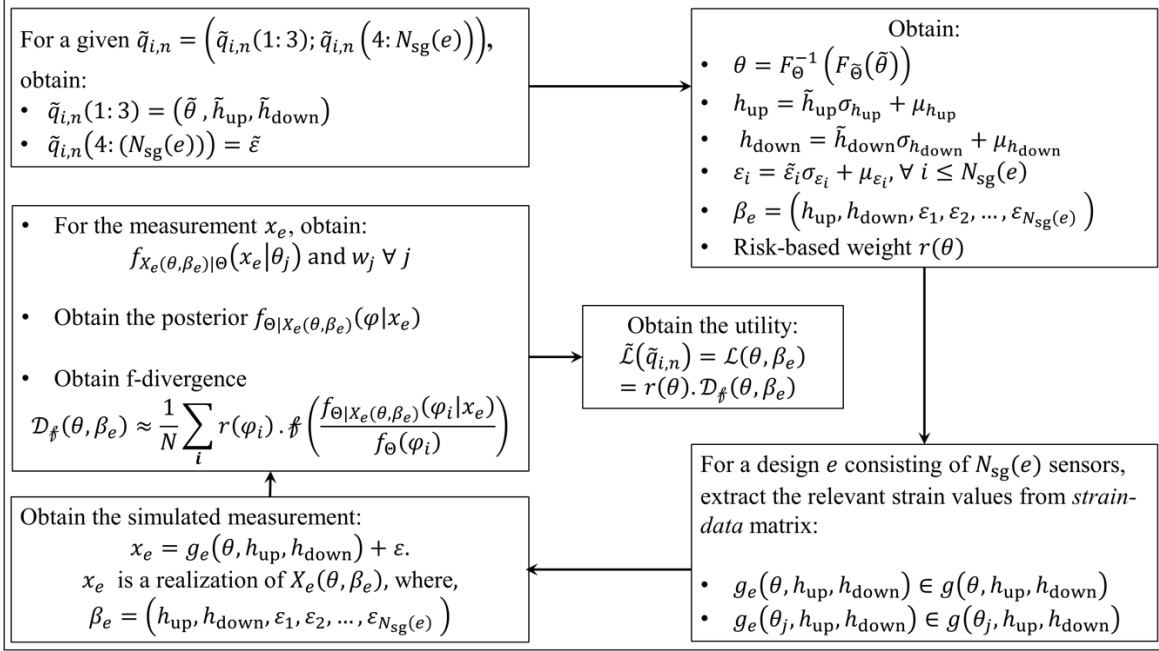 For a given q̃_{i,n} = (q̃_{i,n}(1:3); q̃_{i,n}(4:N_sg(e))),
obtain:
• q̃_{i,n}(1:3) = (θ̃, h̃_up, h̃_down)
• q̃_{i,n}(4:(N_sg(e))) = ε̃
Obtain:
• θ = F_Θ^{-1}(F_Θ̃(θ̃))
• h_up = h̃_up σ_{h_up} + μ_{h_up}
• h_down = h̃_down σ_{h_down} + μ_{h_down}
• ε_i = ε̃_i σ_{ε_i} + μ_{ε_i}, ∀ i ≤ N_sg(e)
• β_e = (h_up, h_down, ε_1, ε_2, …, ε_{N_sg(e)})
• Risk-based weight r(θ)
For a design e consisting of N_sg(e) sensors,
extract the relevant strain values from strain-
data matrix:
• g_e(θ, h_up, h_down) ∈ g(θ, h_up, h_down)
• g_e(θ_j, h_up, h_down) ∈ g(θ_j, h_up, h_down)
Obtain the simulated measurement:
x_e = g_e(θ, h_up, h_down) + ε.
x_e is a realization of X_e(θ, β_e), where,
β_e = (h_up, h_down, ε_1, ε_2, …, ε_{N_sg(e)})
• For the measurement x_e, obtain:
f_{X_e(θ,β_e)|Θ}(x_e|θ_j) and w_j ∀ j
• Obtain the posterior f_{Θ|X_e(θ,β_e)}(φ|x_e)
• Obtain f-divergence
𝒟_𝒻(θ, β_e) ≈ 1/N ∑_i r(φ_i) . 𝒻(f_{Θ|X_e(θ,β_e)}(φ_i|x_e) / f_Θ(φ_i))
Obtain the utility:
ℒ̃(q̃_{i,n}) = ℒ(θ, β_e)
= r(θ). 𝒟_𝒻(θ, β_e)